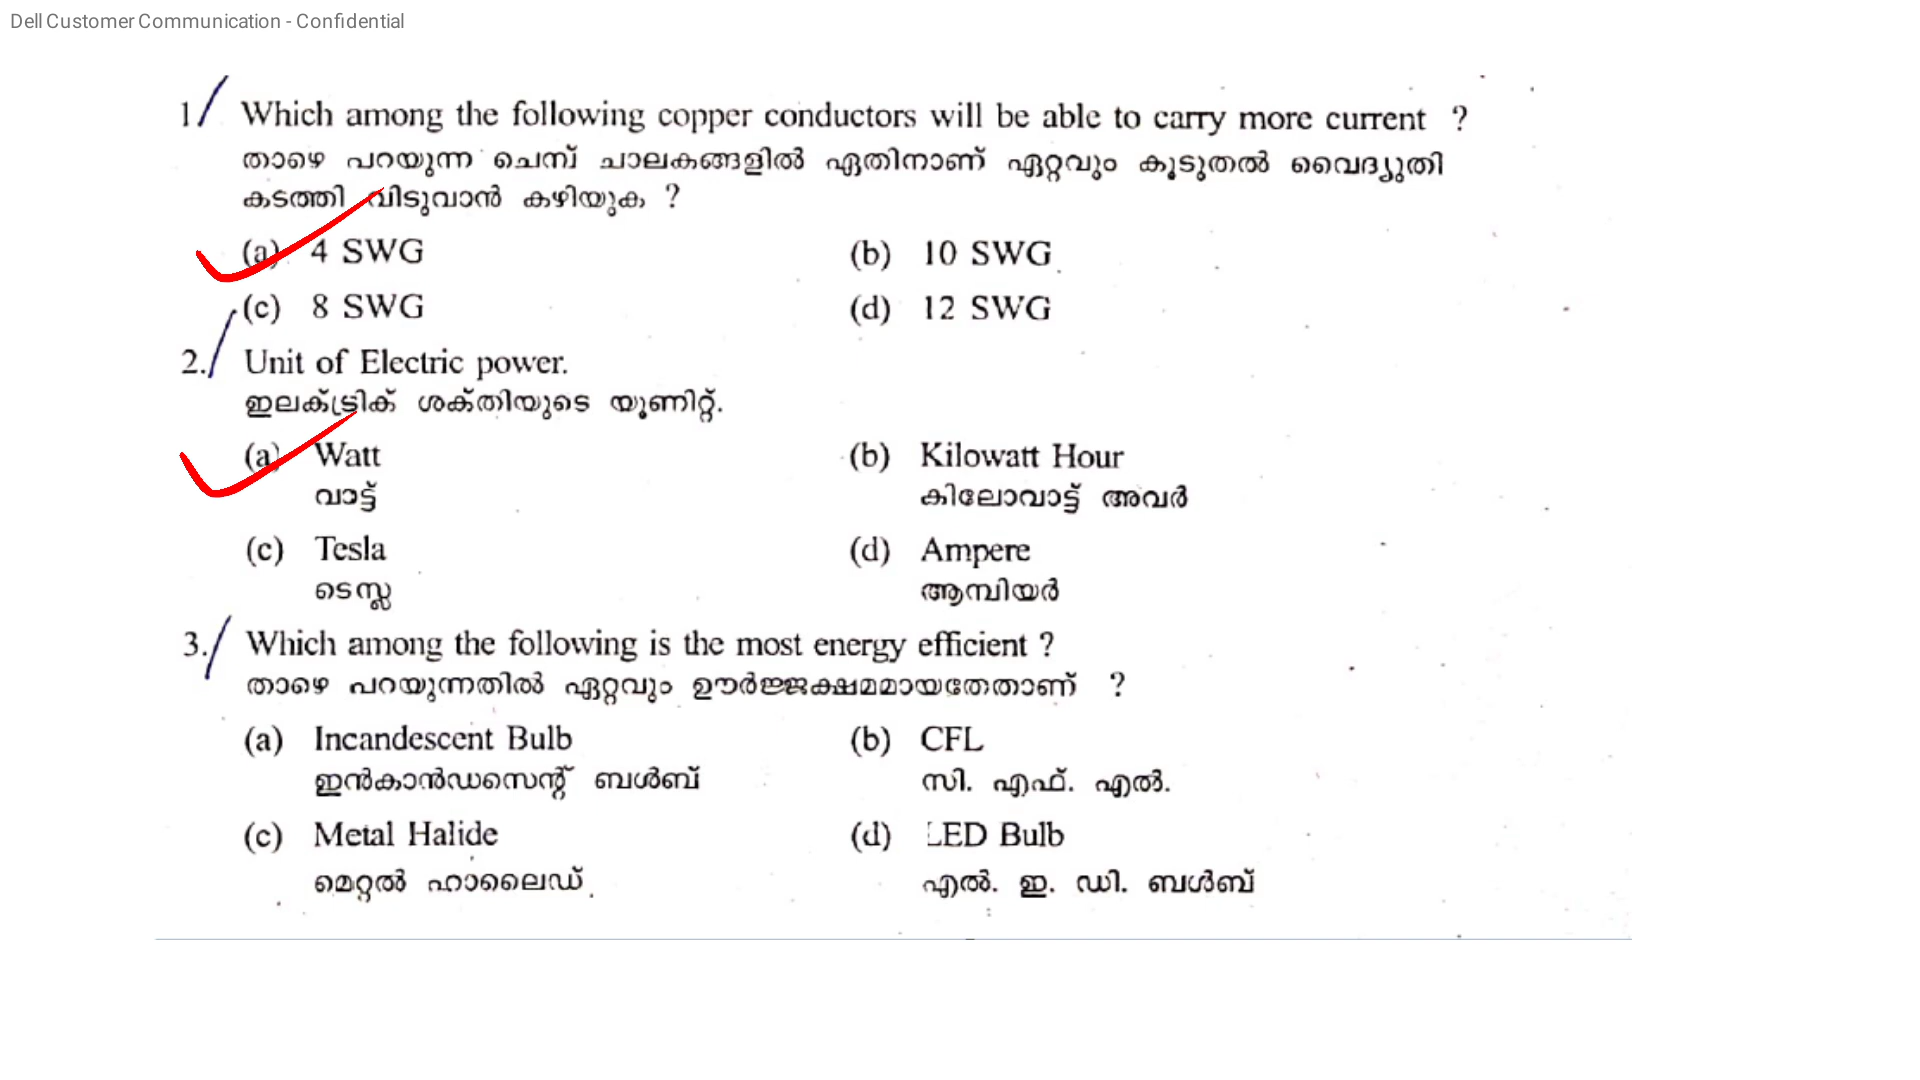 Dell Customer Communication - Confidential
1 Which among the following copper conductors will be able to carry more current ?
താഴെ പറയുന്ന ചെമ്പ് ചാലകങ്ങളിൽ ഏതിനാണ് ഏറ്റവും കൂടുതൽ വൈദ്യുതി
കടത്തി വിടുവാൻ കഴിയുക ?
(a) 4 SWG (b) 10 SWG
(c) 8 SWG (d) 12 SWG
2. Unit of Electric power.
ഇലക്ട്രിക് ശക്തിയുടെ യൂണിറ്റ്.
(a) Watt (b) Kilowatt Hour
വാട്ട് കിലോവാട്ട് അവർ
(c) Tesla (d) Ampere
ടെസ്ല ആമ്പിയർ
3. Which among the following is the most energy efficient ?
താഴെ പറയുന്നതിൽ ഏറ്റവും ഊർജ്ജക്ഷമമായതേതാണ് ?
(a) Incandescent Bulb (b) CFL
ഇൻകാൻഡസെന്റ് ബൾബ് സി. എഫ്. എൽ.
(c) Metal Halide (d) LED Bulb
മെറ്റൽ ഹാലൈഡ് എൽ. ഇ. ഡി. ബൾബ്